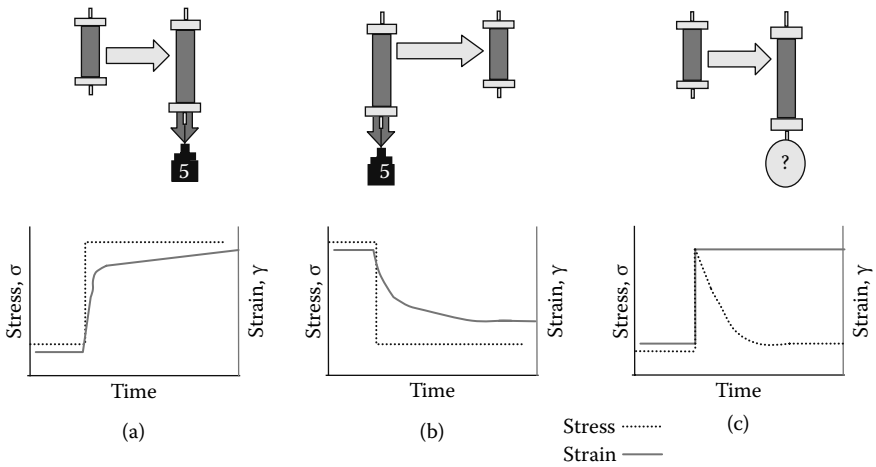 5
5
?
Stress, σ
Strain, γ
Stress, σ
Strain, γ
Stress, σ
Strain, γ
Time
Time
Time
(a)
(b)
(c)
Stress
Strain